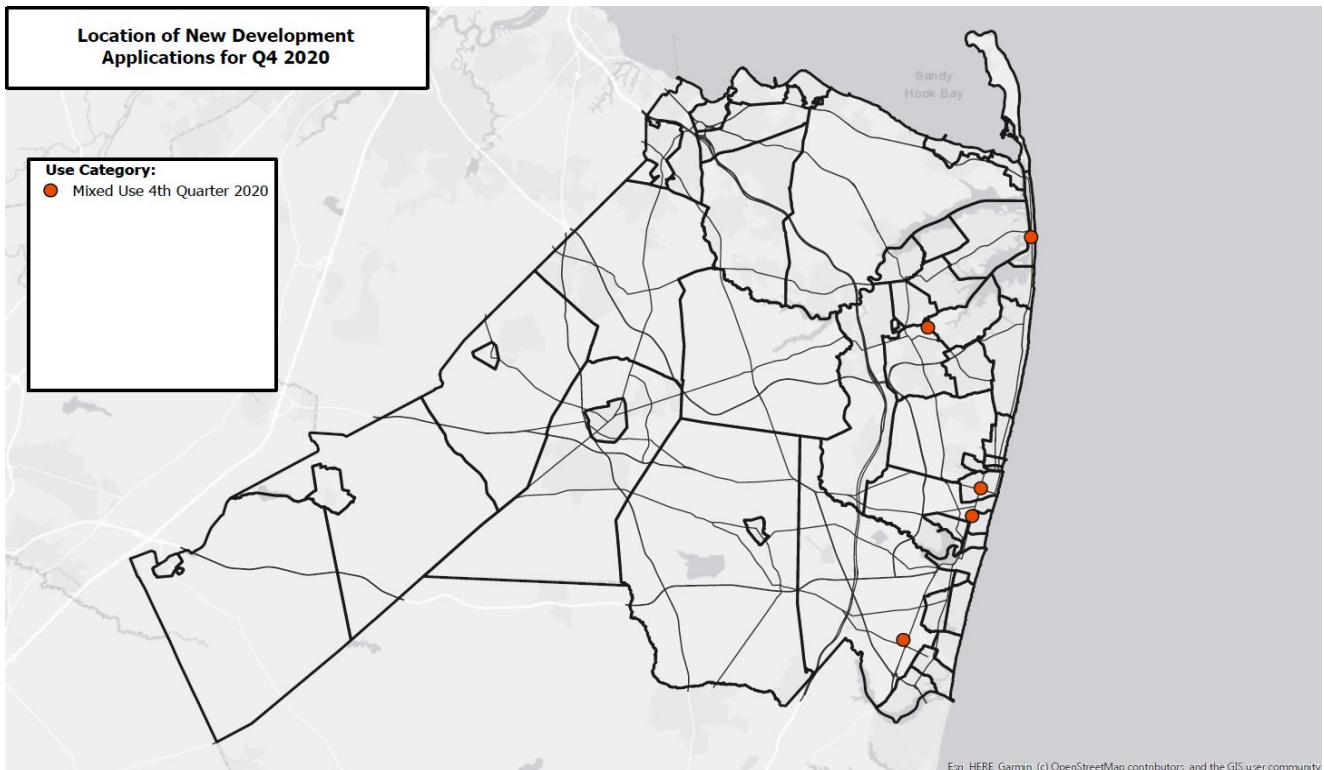 Location of New Development
Applications for Q4 2020
Sandy
Hook Bay
Use Category:
Mixed Use 4th Quarter 2020
Esri, HERE, Garmin, (c) OpenStreetMap contributors, and the GIS user community